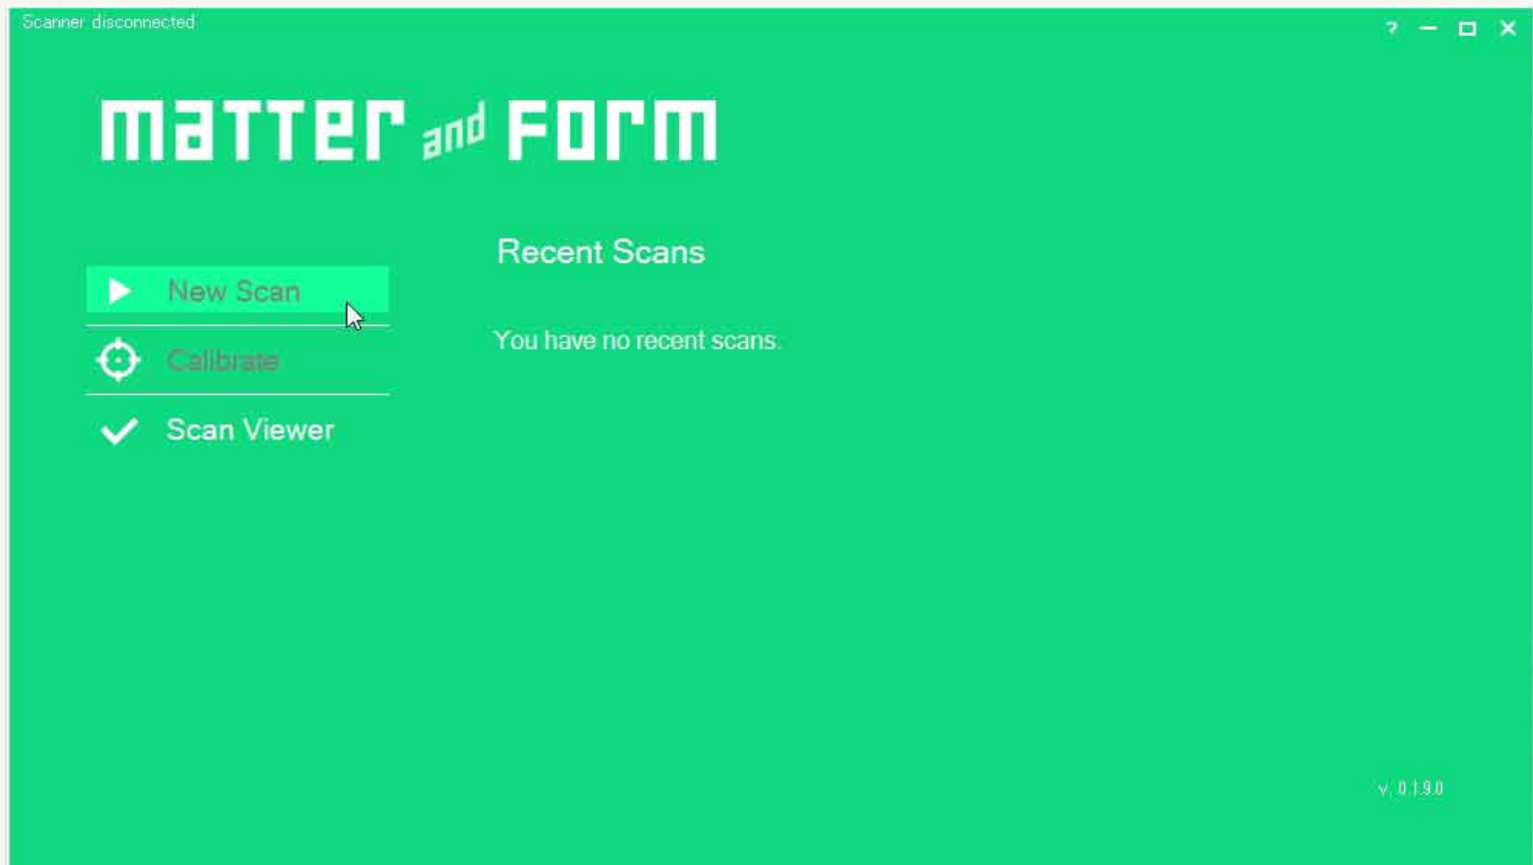 Scanner disconnected
?
matter and form
New Scan
Calibrate
Scan Viewer
Recent Scans
You have no recent scans.
v. 0.1.9.0